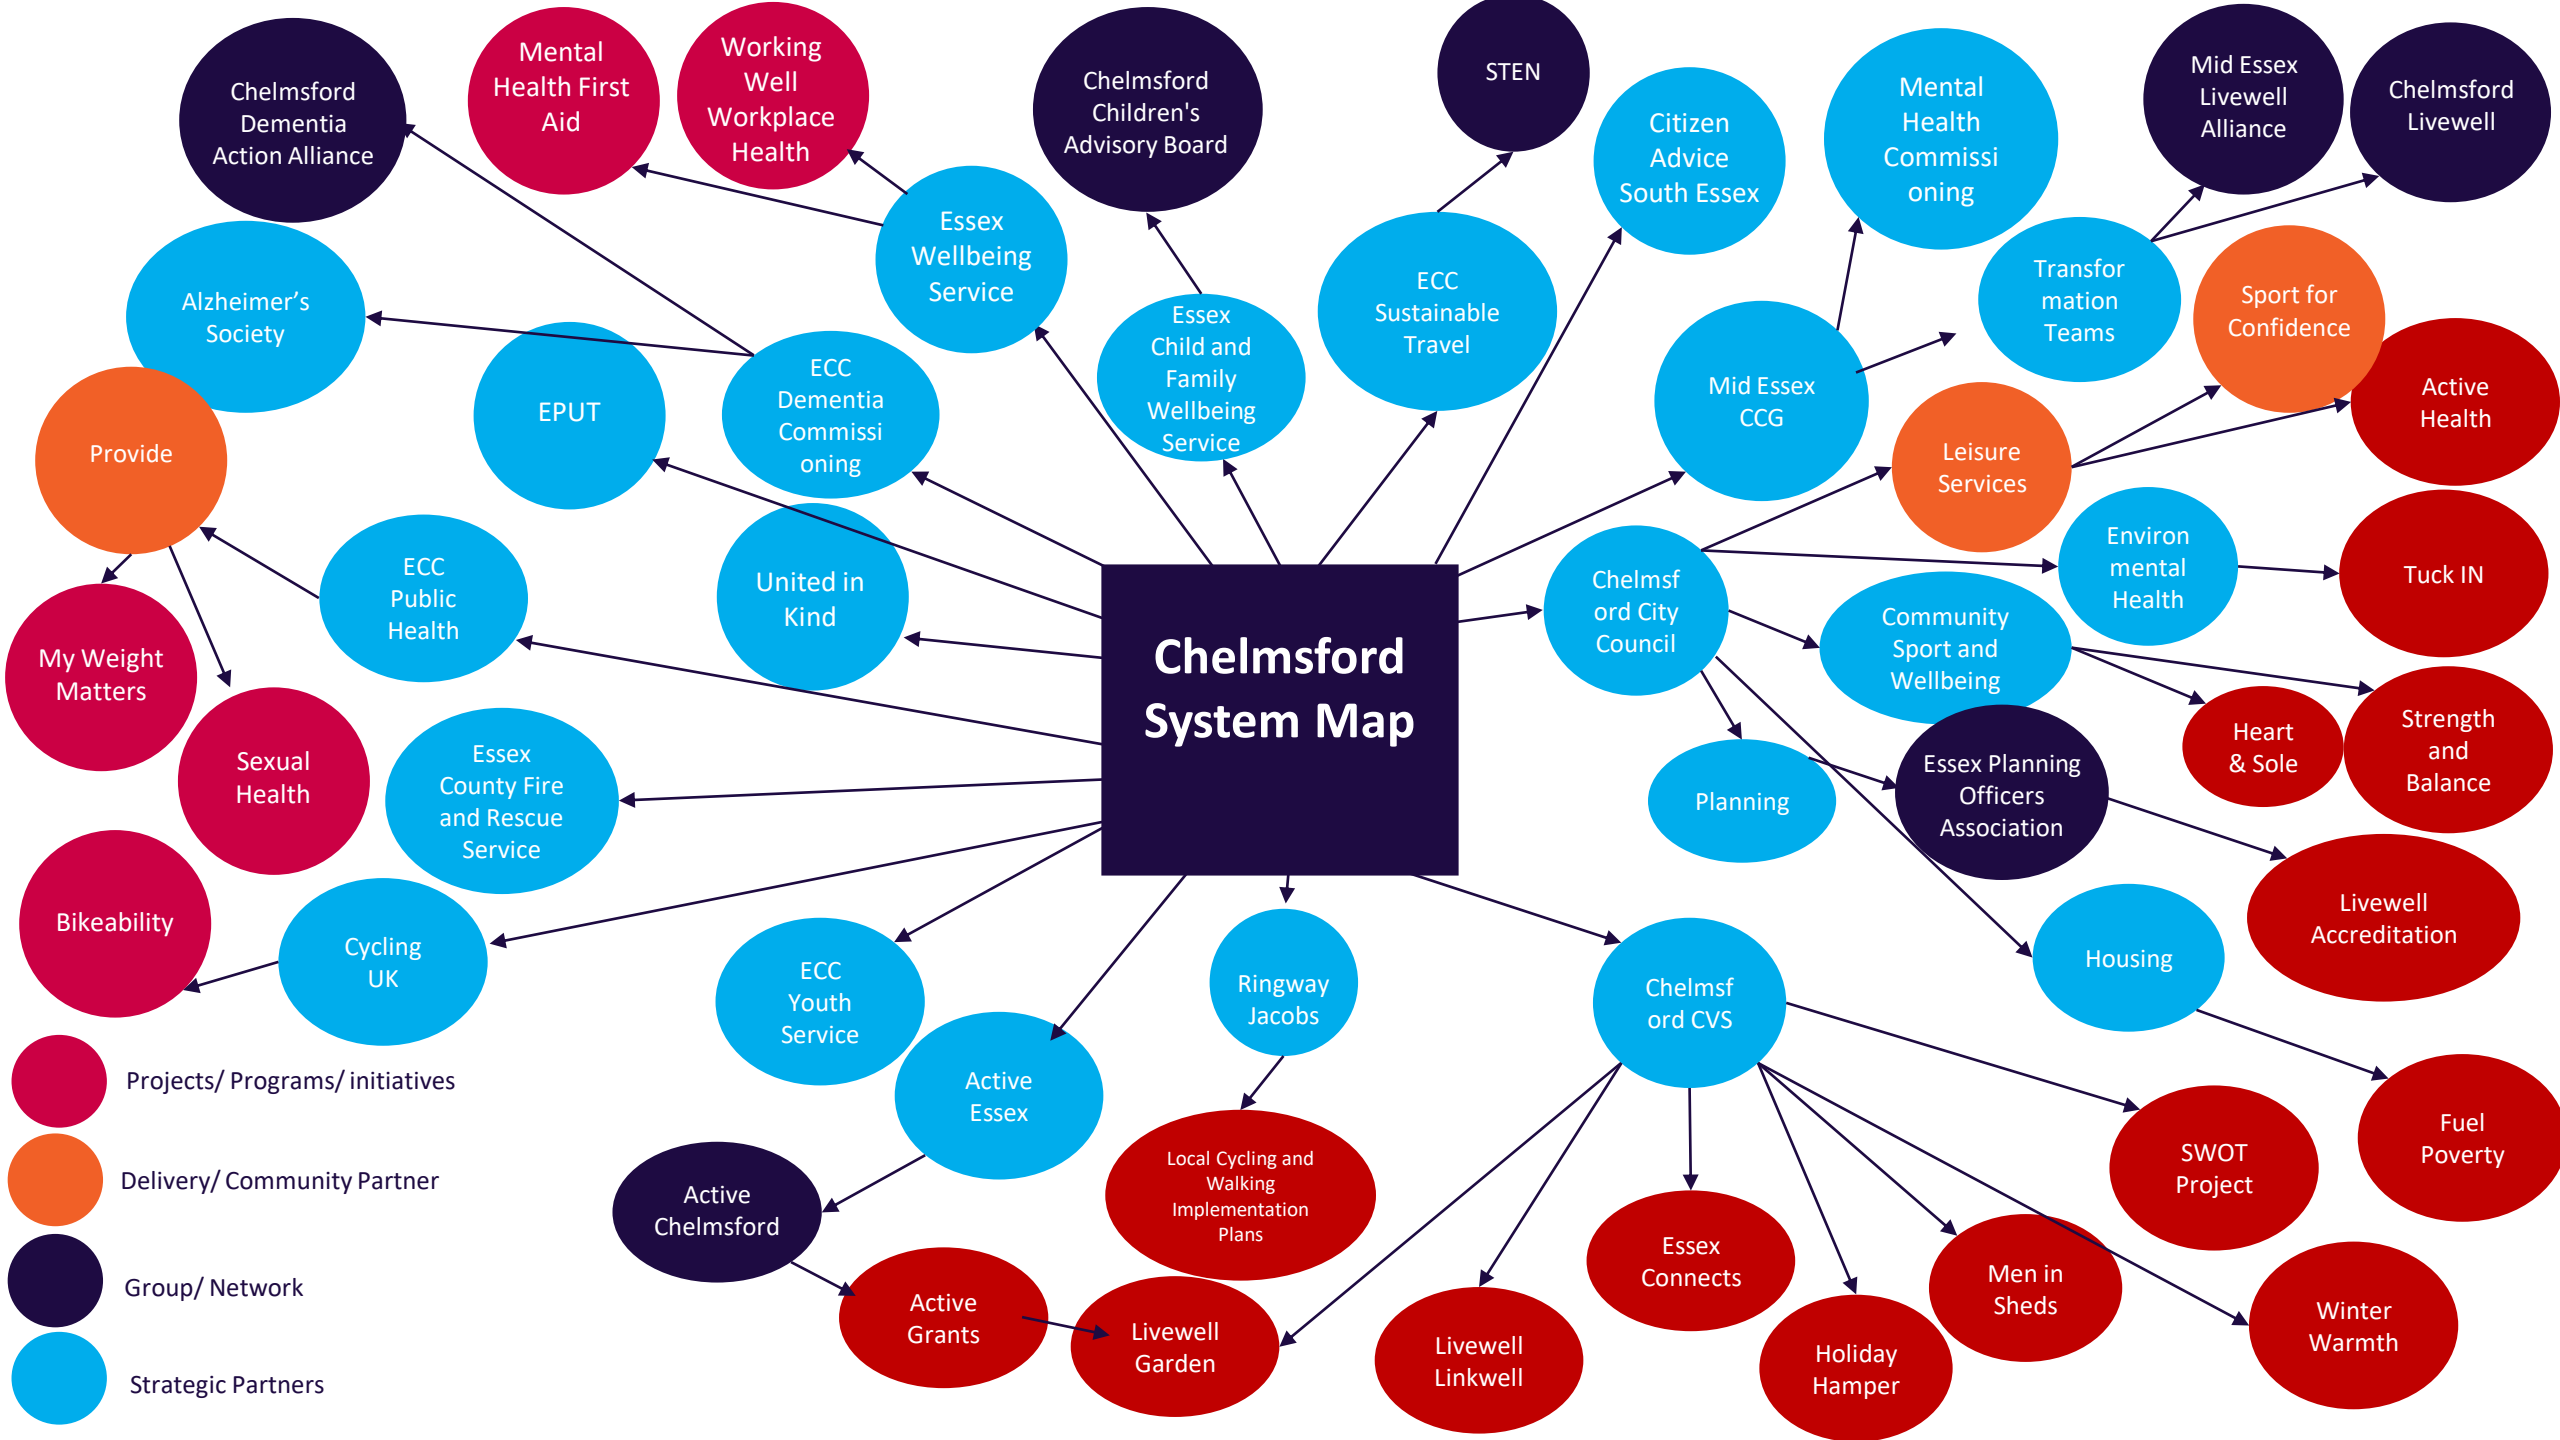 Chelmsford
Dementia
Action Alliance
Mental
Health First
Aid
Working
Well
Workplace
Health
Chelmsford
Children's
Advisory Board
STEN
Citizen
Advice
South Essex
Mental
Health
Commissi
oning
Mid Essex
Livewell
Alliance
Chelmsford
Livewell
Alzheimer’s
Society
Essex
Wellbeing
Service
Essex
Child and
Family
Wellbeing
Service
ECC
Sustainable
Travel
Transfor
mation
Teams
Sport for
Confidence
Provide
EPUT
ECC
Dementia
Commissi
oning
Mid Essex
CCG
Leisure
Services
Active
Health
ECC
Public
Health
United in
Kind
Chelmsf
ord City
Council
Environ
mental
Health
Tuck IN
My Weight
Matters
Sexual
Health
Chelmsford
System Map
Community
Sport and
Wellbeing
Heart
& Sole
Strength
and
Balance
Essex
County Fire
and Rescue
Service
Planning
Essex Planning
Officers
Association
Livewell
Accreditation
Bikeability
Cycling
UK
ECC
Youth
Service
Ringway
Jacobs
Chelmsf
ord CVS
Housing
Active
Essex
Local Cycling and
Walking
Implementation
Plans
SWOT
Project
Fuel
Poverty
Active
Chelmsford
Active
Grants
Livewell
Garden
Livewell
Linkwell
Essex
Connects
Holiday
Hamper
Men in
Sheds
Winter
Warmth
Projects/ Programs/ initiatives
Delivery/ Community Partner
Group/ Network
Strategic Partners